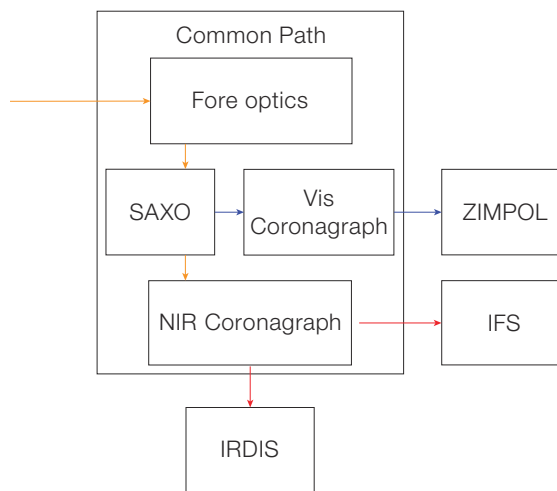 Common Path
Fore optics
SAXO
Vis
Coronagraph
ZIMPOL
NIR Coronagraph
IFS
IRDIS